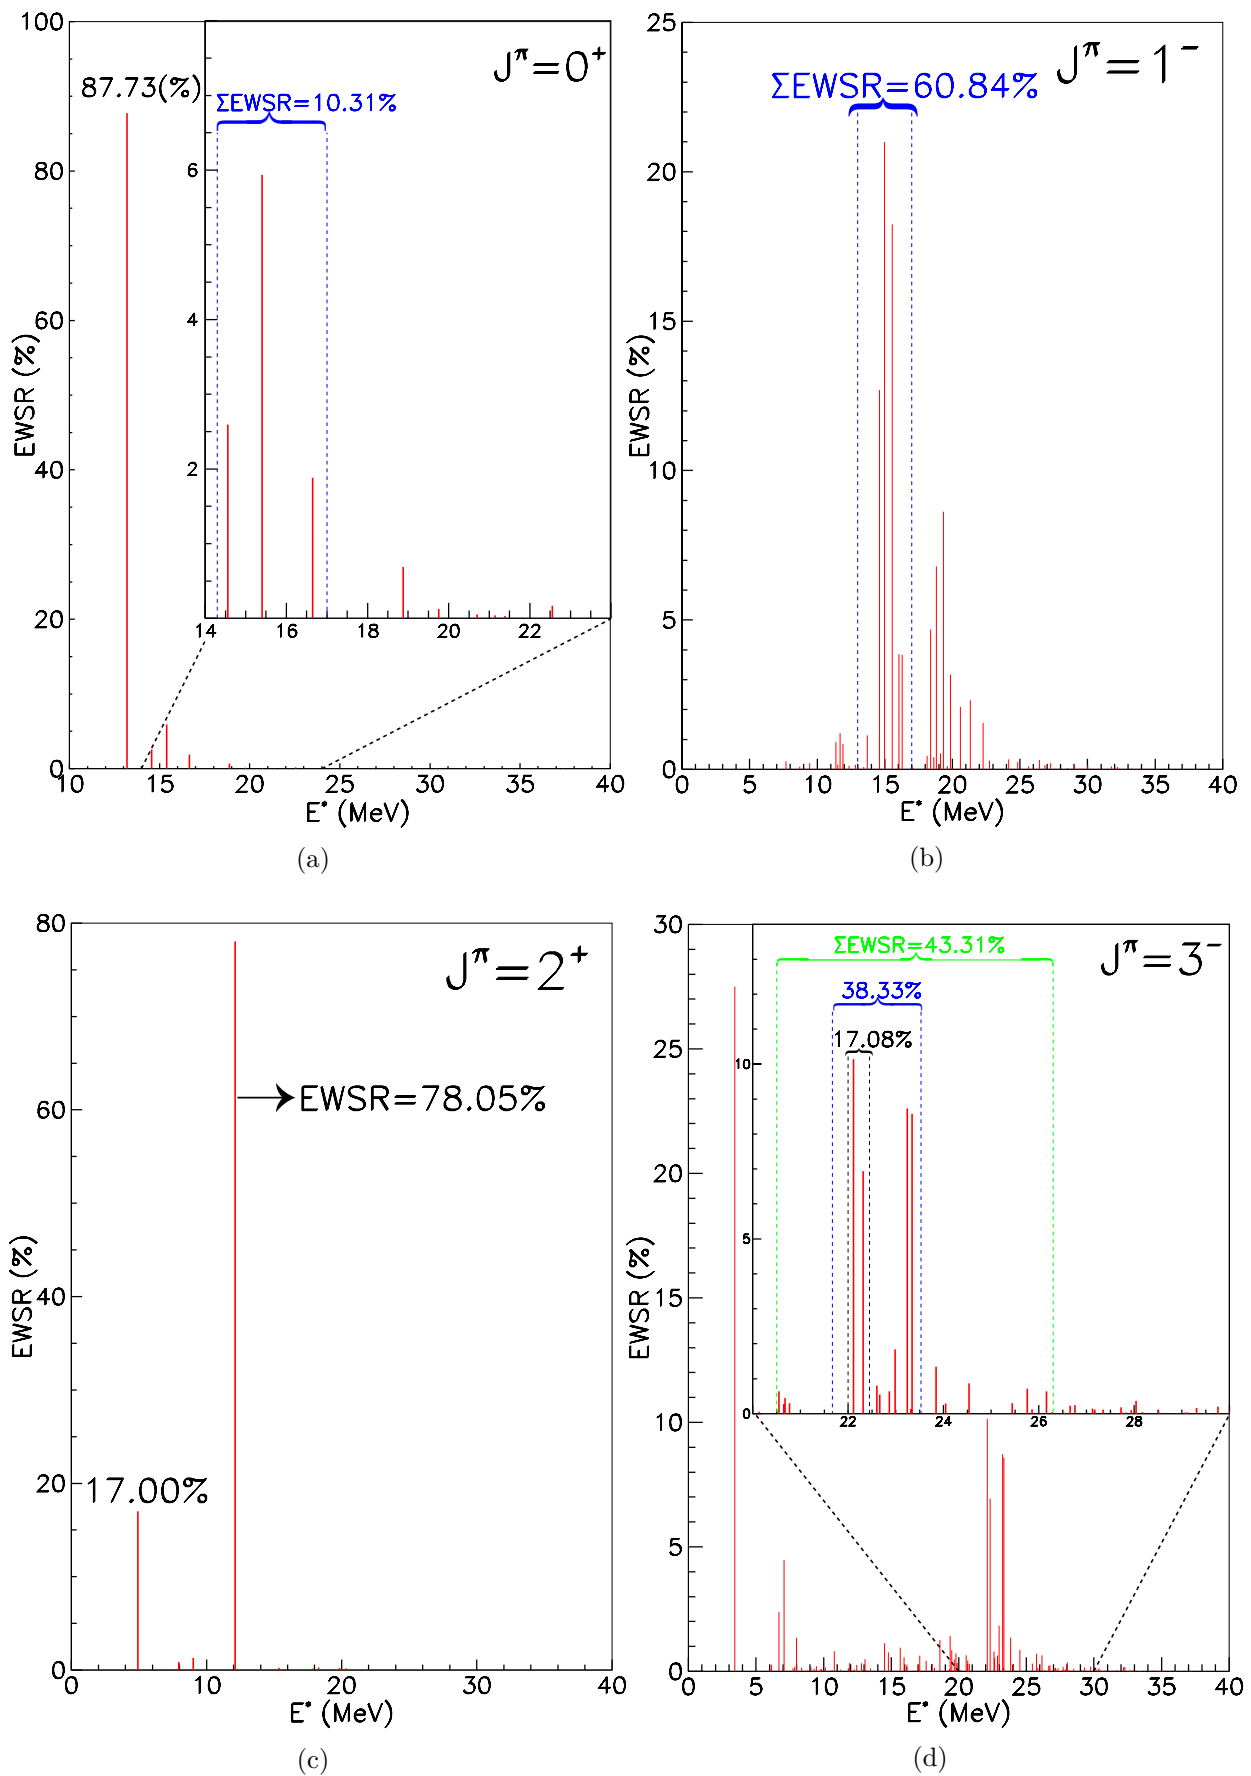 100
80
60
40
20
0
EWSR (%)
87.73(%)
ΣEWSR=10.31%
J^π=0^+
6
4
2
14 16 18 20 22
10 15 20 25 30 35 40
E* (MeV)
(a)
25
20
15
10
5
0
EWSR (%)
ΣEWSR=60.84%
J^π=1^-
0 5 10 15 20 25 30 35 40
E* (MeV)
(b)
80
60
40
20
0
EWSR (%)
J^π=2^+
EWSR=78.05%
17.00%
0 10 20 30 40
E* (MeV)
(c)
30
25
20
15
10
5
0
EWSR (%)
ΣEWSR=43.31%
J^π=3^-
38.33%
17.08%
10
5
0
22 24 26 28
0 5 10 15 20 25 30 35 40
E* (MeV)
(d)